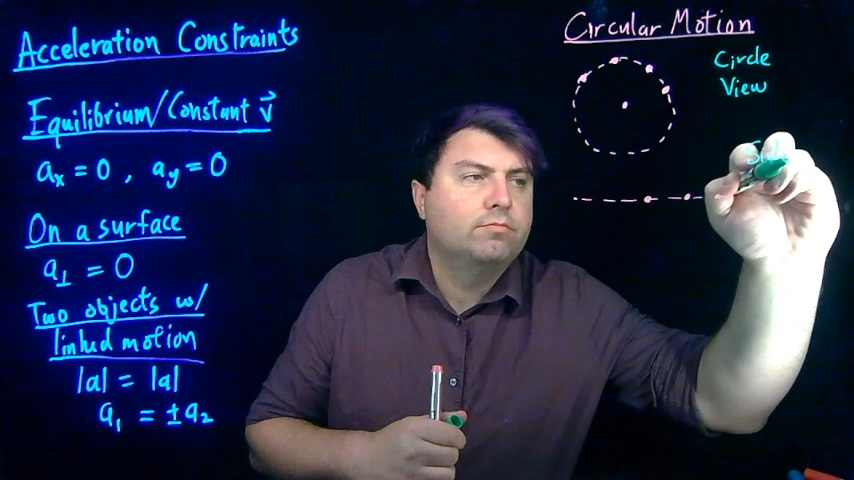 Acceleration Constraints
Equilibrium/Constant v⃗
aₓ = 0 , aᵧ = 0
On a surface
a⊥ = 0
Two objects w/
linked motion
|a| = |a|
a₁ = ±a₂
Circular Motion
Circle
View